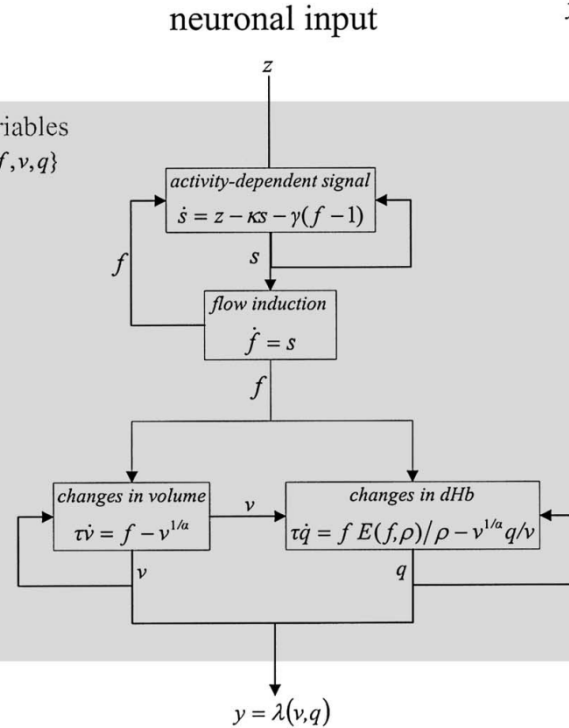 neuronal input
z
riables
f, v, q}
activity-dependent signal
ṡ = z − κs − γ(f − 1)
f
s
flow induction
ḟ = s
f
changes in volume
τv̇ = f − v^{1/α}
v
changes in dHb
τq̇ = f E(f,ρ)/ρ − v^{1/α} q/v
v
q
y = λ(v,q)